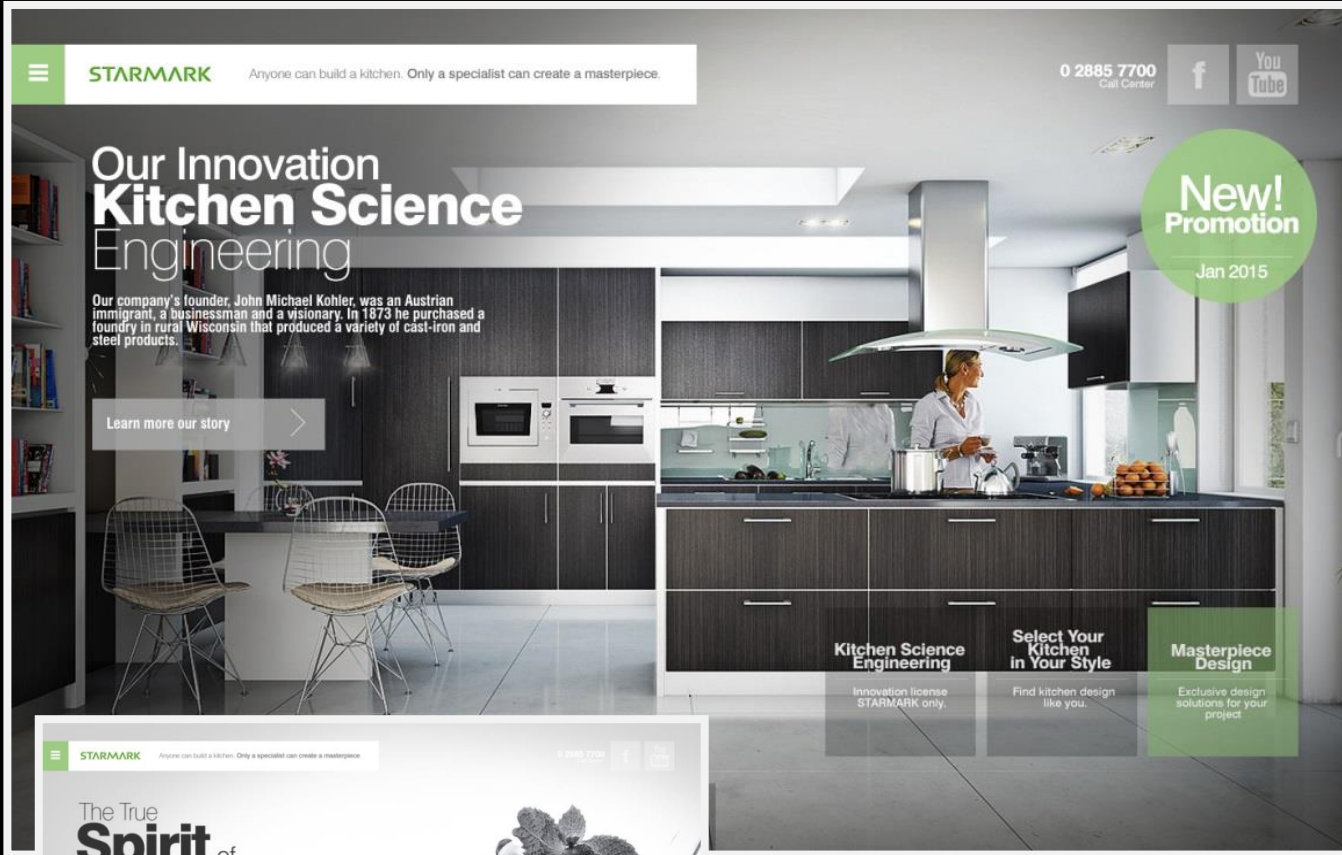 STARMARK
Anyone can build a kitchen. Only a specialist can create a masterpiece.
0 2885 7700
Call Center
f
You
Tube
Our Innovation
Kitchen Science
Engineering
Our company's founder, John Michael Kohler, was an Austrian
immigrant, a businessman and a visionary. In 1873 he purchased a
foundry in rural Wisconsin that produced a variety of cast-iron and
steel products.
Learn more our story
New!
Promotion
Jan 2015
Kitchen Science
Engineering
Innovation license
STARMARK only.
Select Your
Kitchen
in Your Style
Find kitchen design
like you.
Masterpiece
Design
Exclusive design
solutions for your
project
STARMARK
Anyone can build a kitchen. Only a specialist can create a masterpiece.
0 2885 7700
f
The True
Spirit of